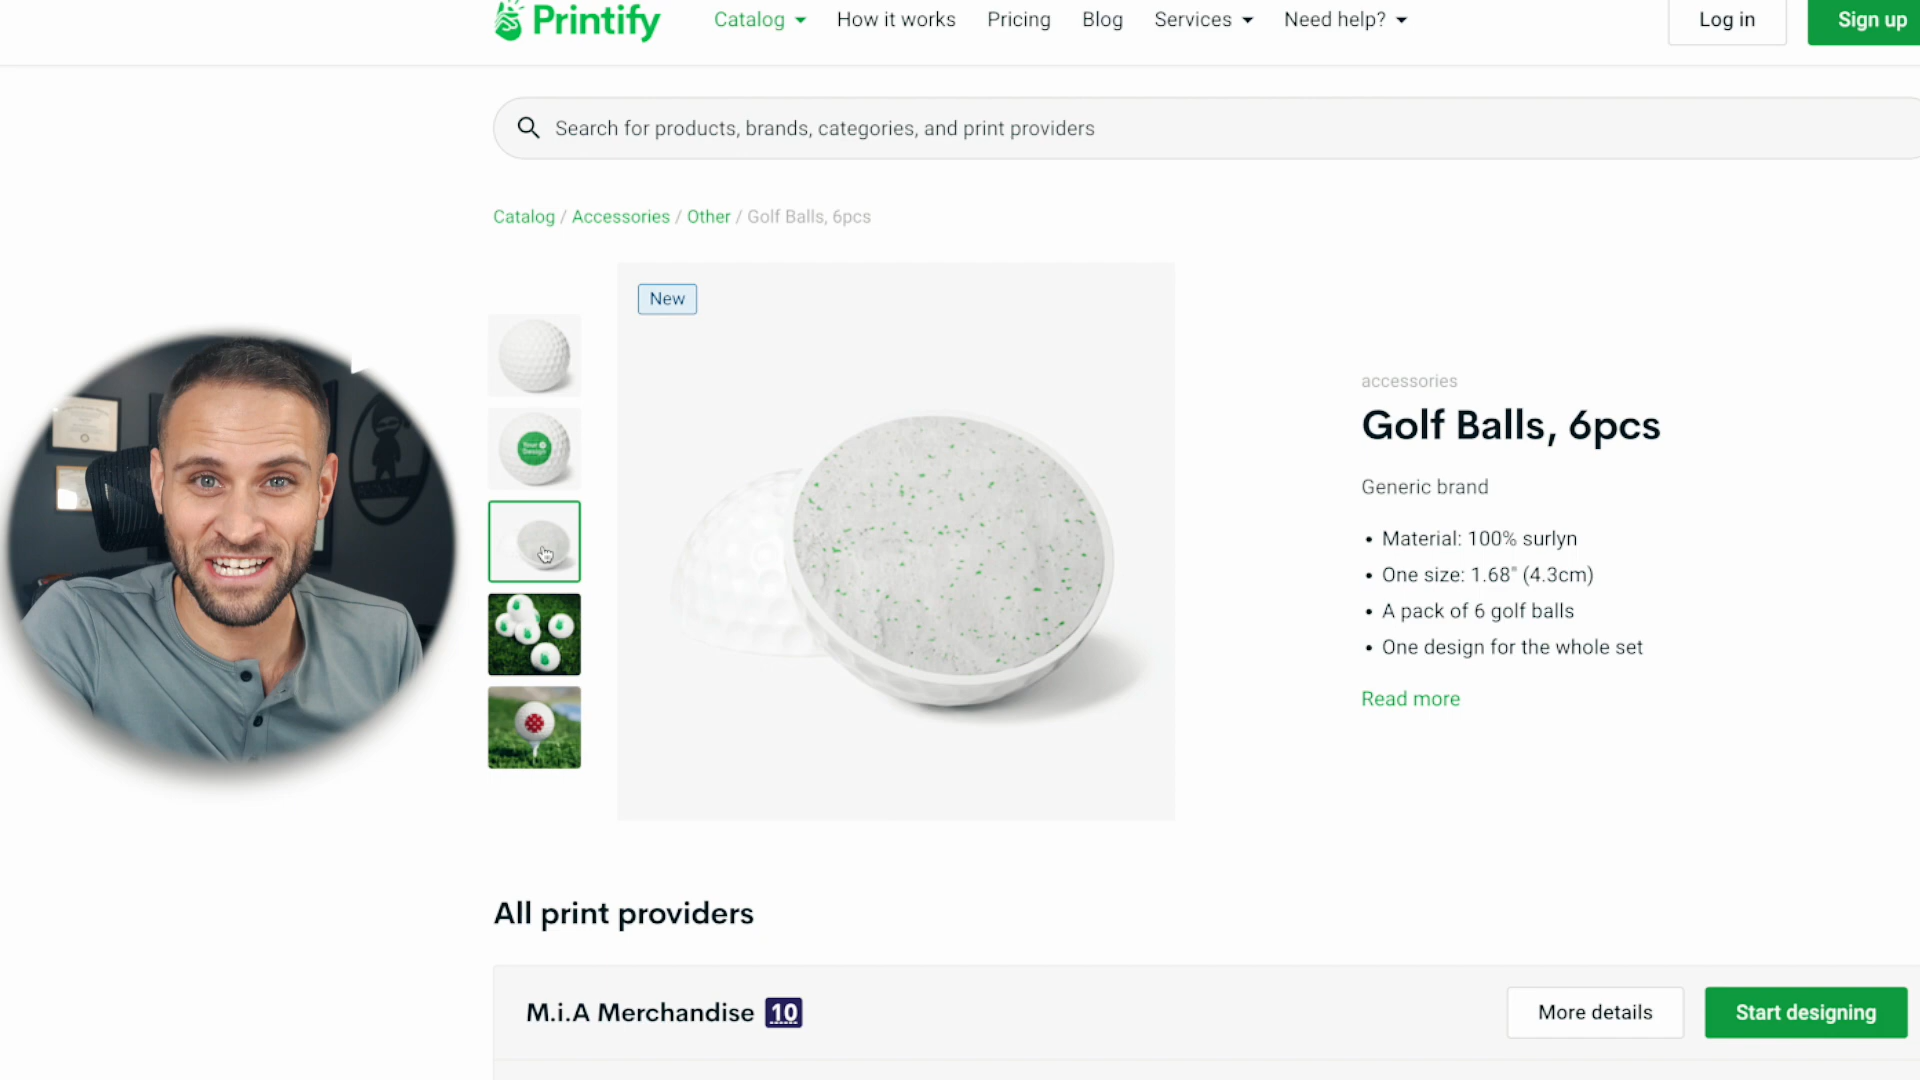 Printify
Catalog
How it works
Pricing
Blog
Services
Need help?
Log in
Sign up
Search for products, brands, categories, and print providers
Catalog / Accessories / Other / Golf Balls, 6pcs
New
Your
Design
accessories
Golf Balls, 6pcs
Generic brand
• Material: 100% surlyn
• One size: 1.68" (4.3cm)
• A pack of 6 golf balls
• One design for the whole set
Read more
All print providers
M.i.A Merchandise 10
More details
Start designing